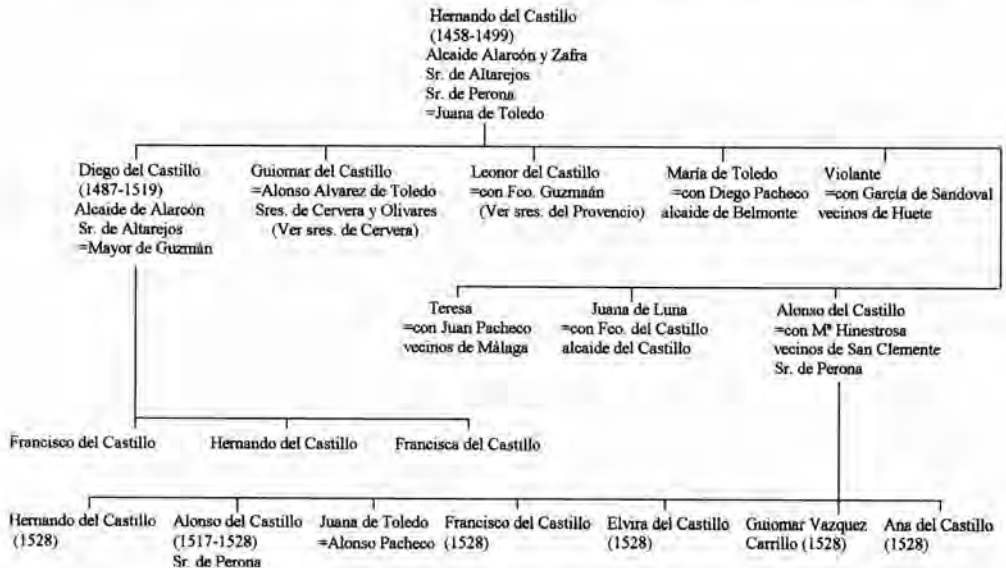 Hernando del Castillo
(1458-1499)
Alcaide Alarcón y Zafra
Sr. de Altarejos
Sr. de Perona
=Juana de Toledo
Diego del Castillo
(1487-1519)
Alcaide de Alarcón
Sr. de Altarejos
=Mayor de Guzmán
Guiomar del Castillo
=Alonso Alvarez de Toledo
Sres. de Cervera y Olivares
(Ver sres. de Cervera)
Leonor del Castillo
=con Fco. Guzmaán
(Ver sres. del Provencio)
María de Toledo
=con Diego Pacheco
alcaide de Belmonte
Violante
=con García de Sandoval
vecinos de Huete
Teresa
=con Juan Pacheco
vecinos de Málaga
Juana de Luna
=con Fco. del Castillo
alcaide del Castillo
Alonso del Castillo
=con Mª Hinestrosa
vecinos de San Clemente
Sr. de Perona
Francisco del Castillo
Hernando del Castillo
Francisca del Castillo
Hernando del Castillo
(1528)
Alonso del Castillo
(1517-1528)
Sr. de Perona
Juana de Toledo
=Alonso Pacheco
Francisco del Castillo
(1528)
Elvira del Castillo
(1528)
Guiomar Vazquez
Carrillo (1528)
Ana del Castillo
(1528)